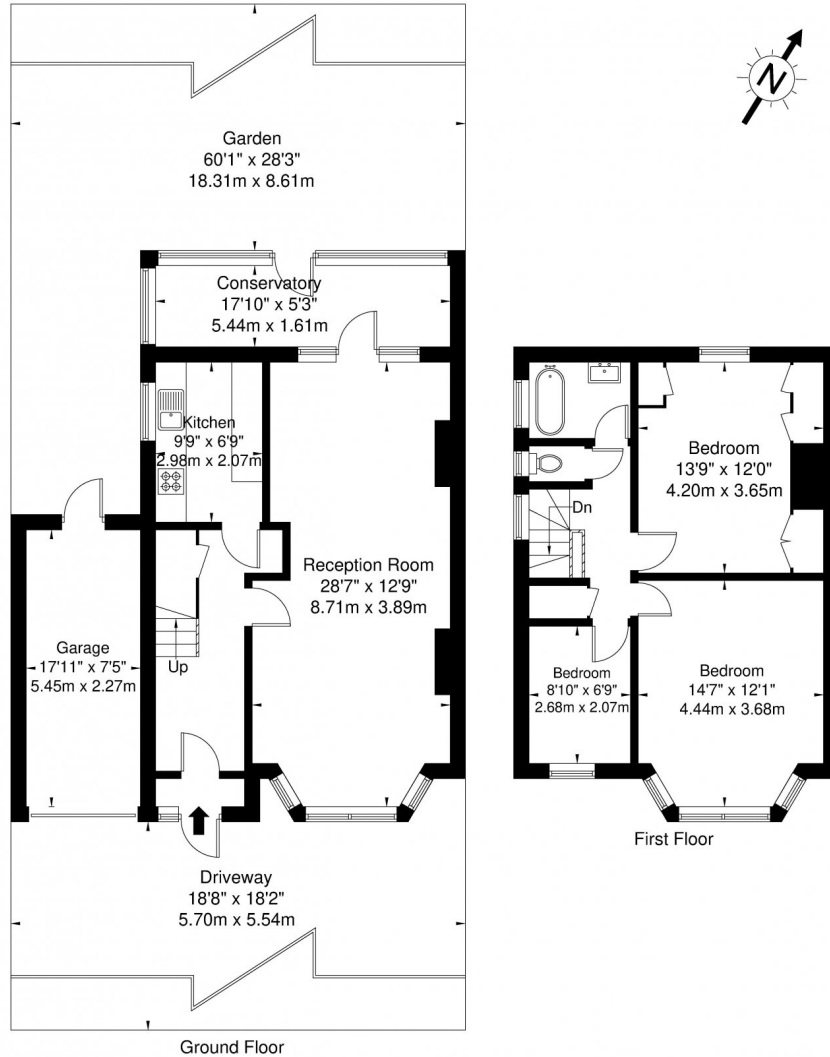 Garden
60'1" x 28'3"
18.31m x 8.61m
N
Conservatory
17'10" x 5'3"
5.44m x 1.61m
Kitchen
9'9" x 6'9"
2.98m x 2.07m
Reception Room
28'7" x 12'9"
8.71m x 3.89m
Garage
17'11" x 7'5"
5.45m x 2.27m
Up
Driveway
18'8" x 18'2"
5.70m x 5.54m
Ground Floor
Bedroom
13'9" x 12'0"
4.20m x 3.65m
Dn
Bedroom
8'10" x 6'9"
2.68m x 2.07m
Bedroom
14'7" x 12'1"
4.44m x 3.68m
First Floor